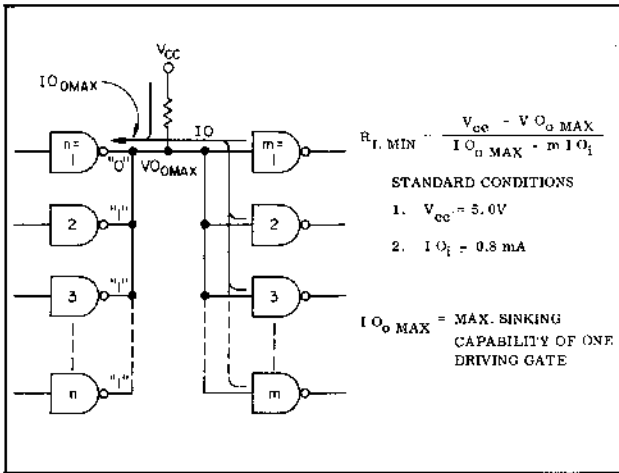 VCC
IO0MAX
IO
n=
1
"0"
VO0MAX
m=
1
2
"1"
2
3
"1"
3
n
"1"
m
RL MIN = Vcc - VOo MAX / IOo MAX - m IOi
STANDARD CONDITIONS
1. Vcc = 5.0V
2. IOi = 0.8 mA
IOo MAX = MAX. SINKING
CAPABILITY OF ONE
DRIVING GATE